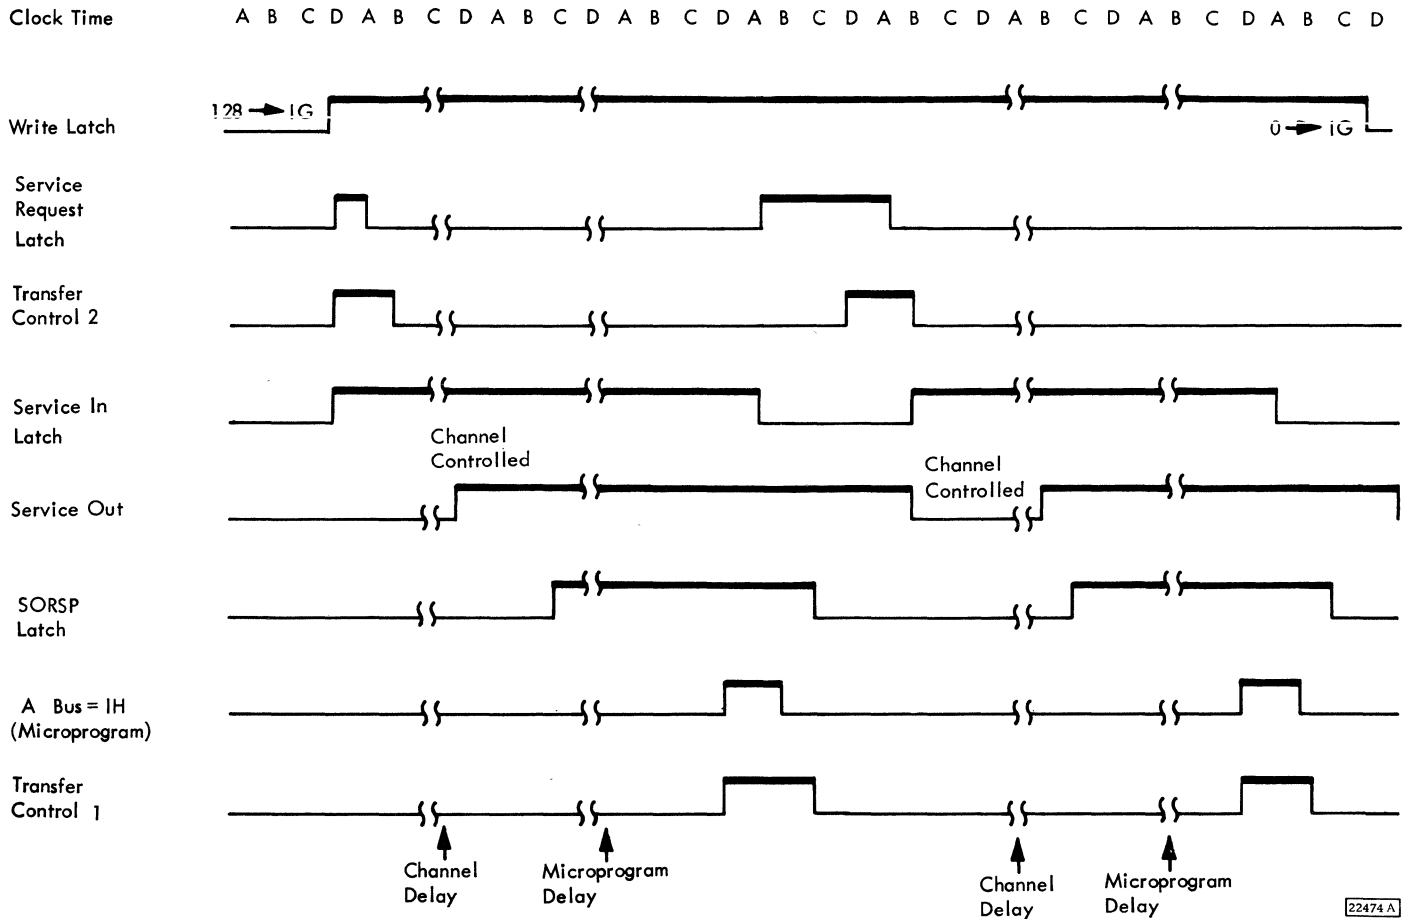 Clock Time A B C D A B C D A B C D A B C D A B C D A B C D A B C D A B C D A B C D
128 → IG
Write Latch
0 → IG
Service
Request
Latch
Transfer
Control 2
Service In
Latch
Channel
Controlled
Channel
Controlled
Service Out
SORSP
Latch
A Bus = IH
(Microprogram)
Transfer
Control 1
Channel
Delay
Microprogram
Delay
Channel
Delay
Microprogram
Delay
22474 A